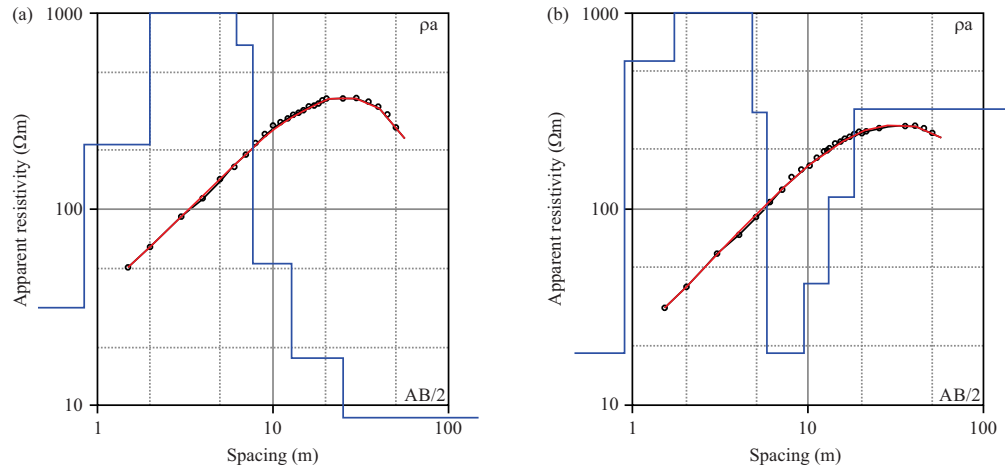 (a)
1000
ρa
100
Apparent resistivity (Ωm)
10
AB/2
1
10
100
Spacing (m)
(b)
1000
ρa
100
Apparent resistivity (Ωm)
10
AB/2
1
10
100
Spacing (m)